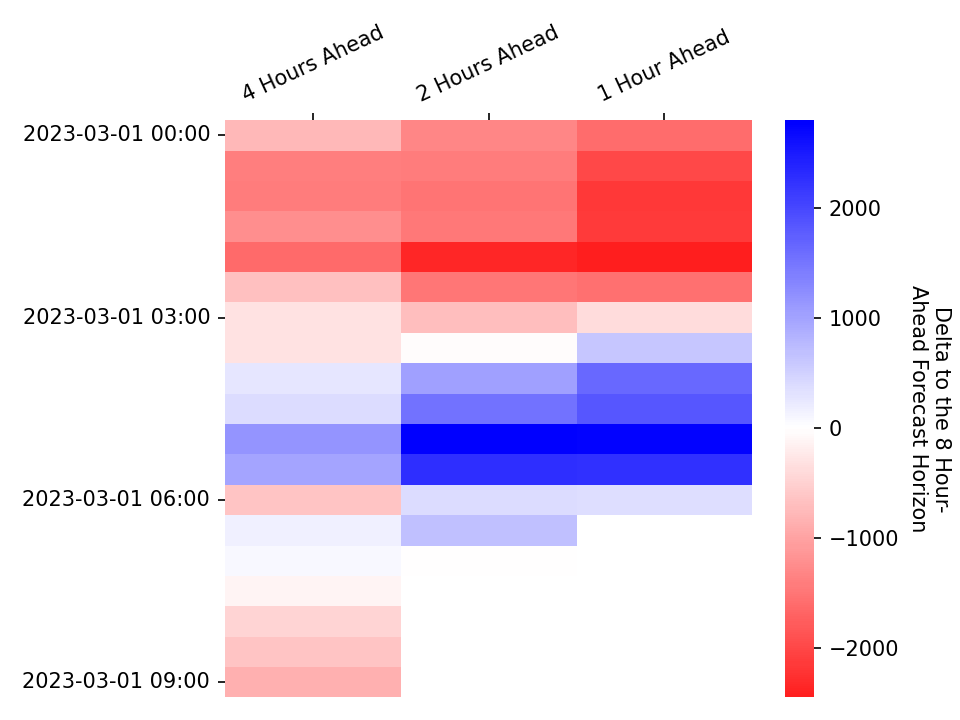 4 Hours Ahead
2 Hours Ahead
1 Hour Ahead
2023-03-01 00:00
2023-03-01 03:00
2023-03-01 06:00
2023-03-01 09:00
2000
1000
0
−1000
−2000
Delta to the 8 Hour-
Ahead Forecast Horizon